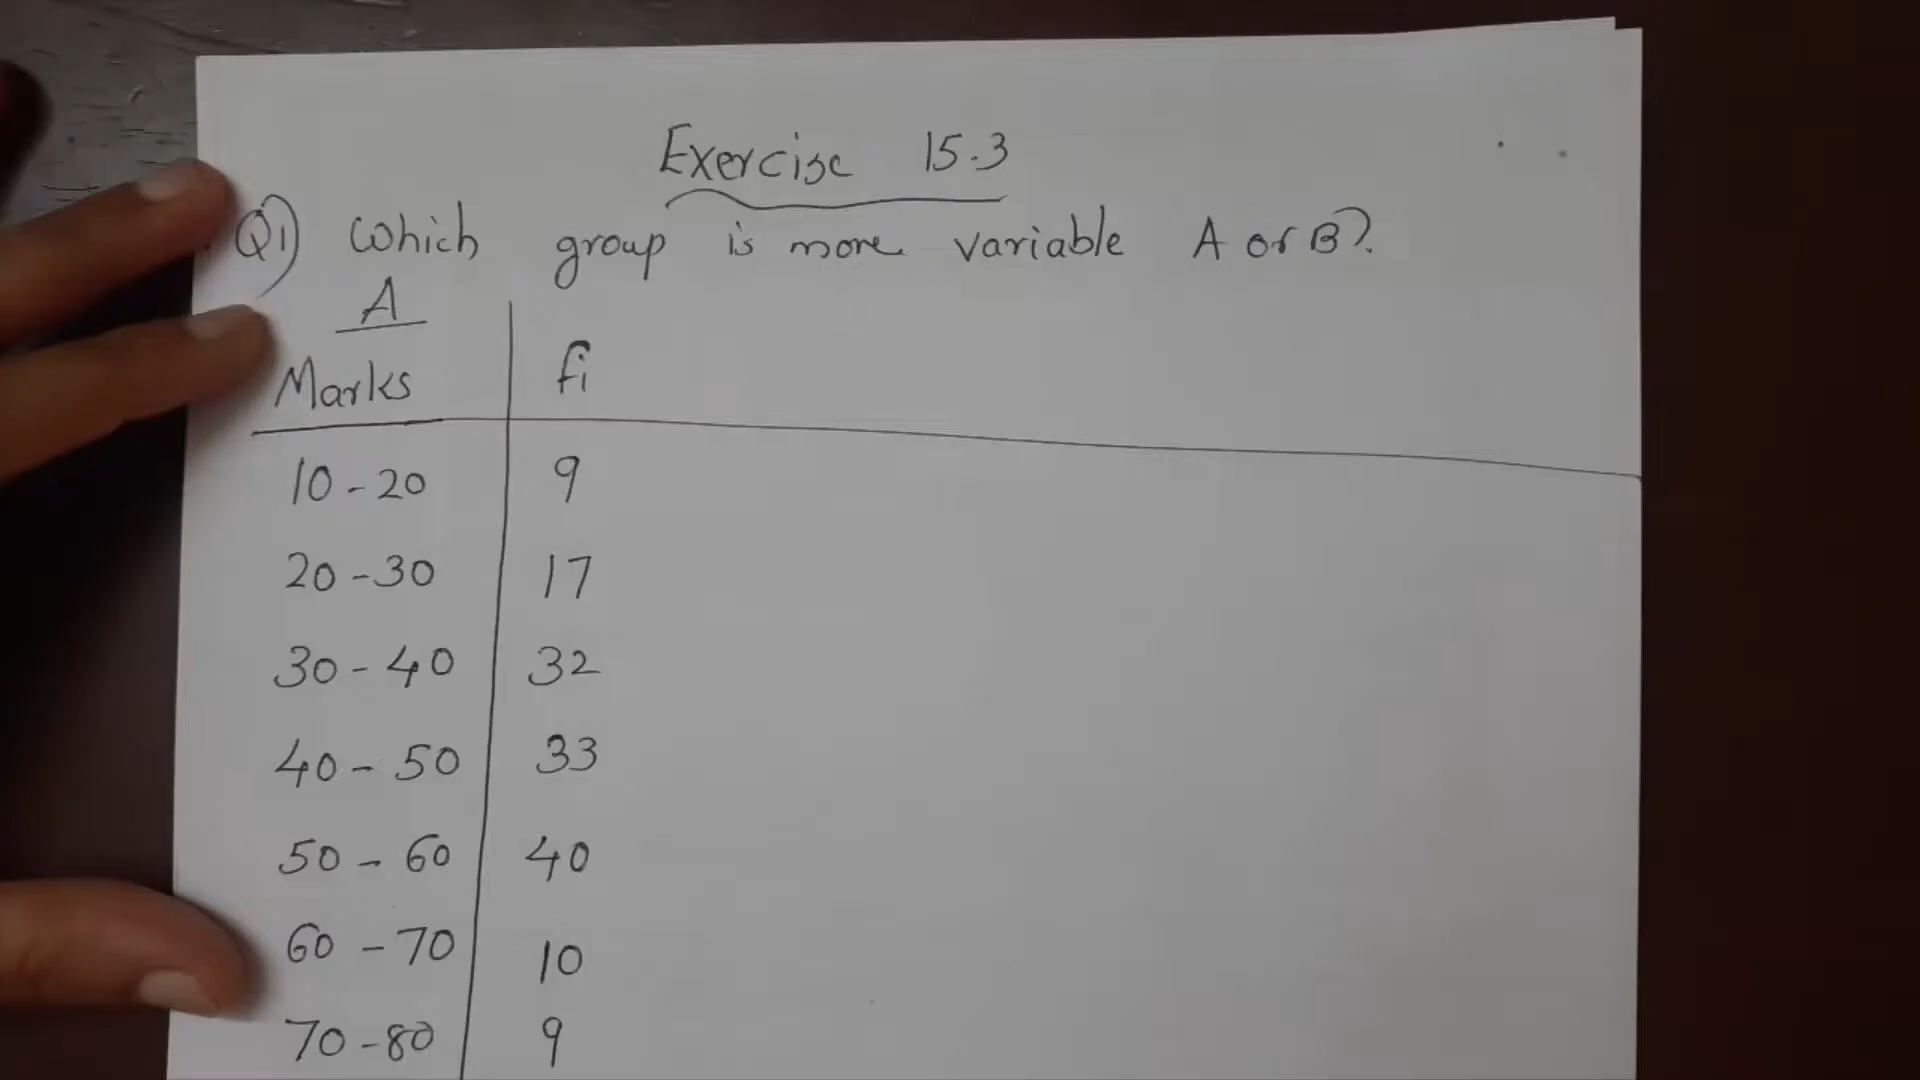 Exercise 15.3
Q1) Which group is more variable A or B?
A
Marks fi
10-20 9
20-30 17
30-40 32
40-50 33
50-60 40
60-70 10
70-80 9